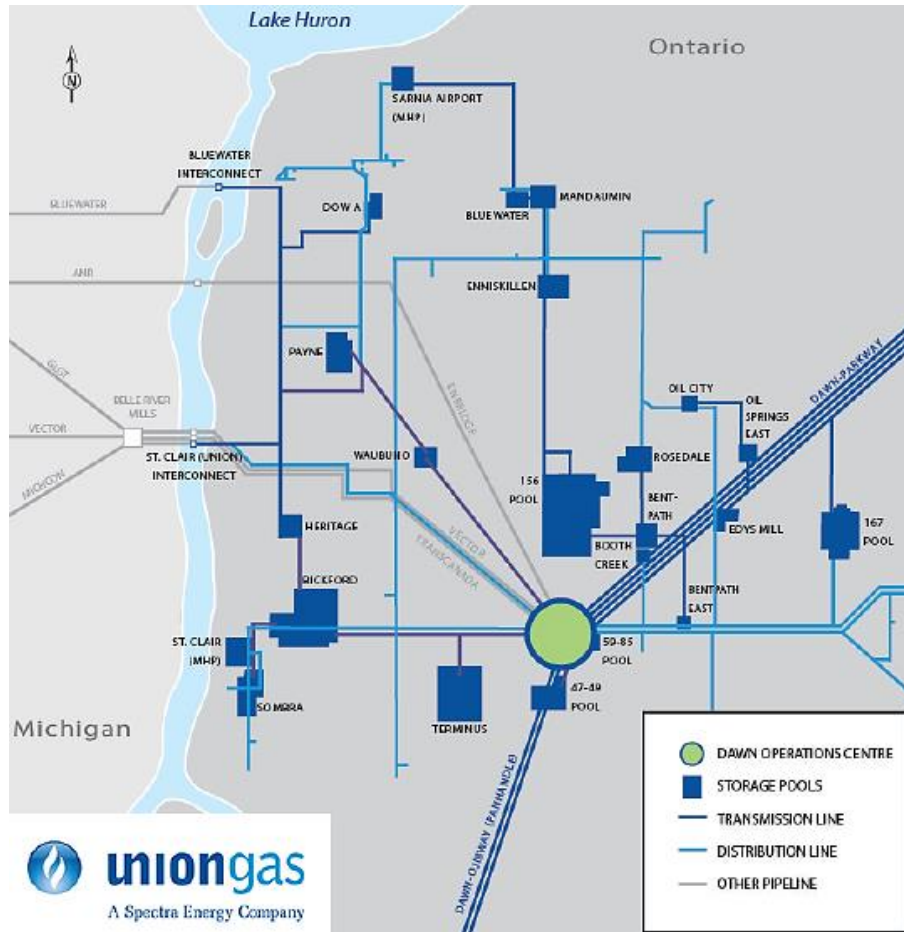 Lake Huron
Ontario
N
SARNIA AIRPORT
(MHP)
BLUEWATER
INTERCONNECT
BLUEWATER
DOW A
BLUEWATER
MANDAUMIN
ANR
ENNISKILLEN
PAYNE
GLGT
ENBRIDGE
DAWN-PARKWAY
OIL CITY
OIL
SPRINGS
EAST
BELLE RIVER
MILLS
VECTOR
ST. CLAIR (UNION)
INTERCONNECT
WAUBUNO
ROSEDALE
MICHCON
156
POOL
BENT-
PATH
HERITAGE
VECTOR
TRANSCANADA
BOOTH
CREEK
EDYS MILL
167
POOL
BICKFORD
BENTPATH
EAST
ST. CLAIR
(MHP)
59-85
POOL
SOMBRA
TERMINUS
47-49
POOL
Michigan
DAWN-OJIBWAY (PANHANDLE)
DAWN OPERATIONS CENTRE
STORAGE POOLS
TRANSMISSION LINE
DISTRIBUTION LINE
OTHER PIPELINE
uniongas
A Spectra Energy Company